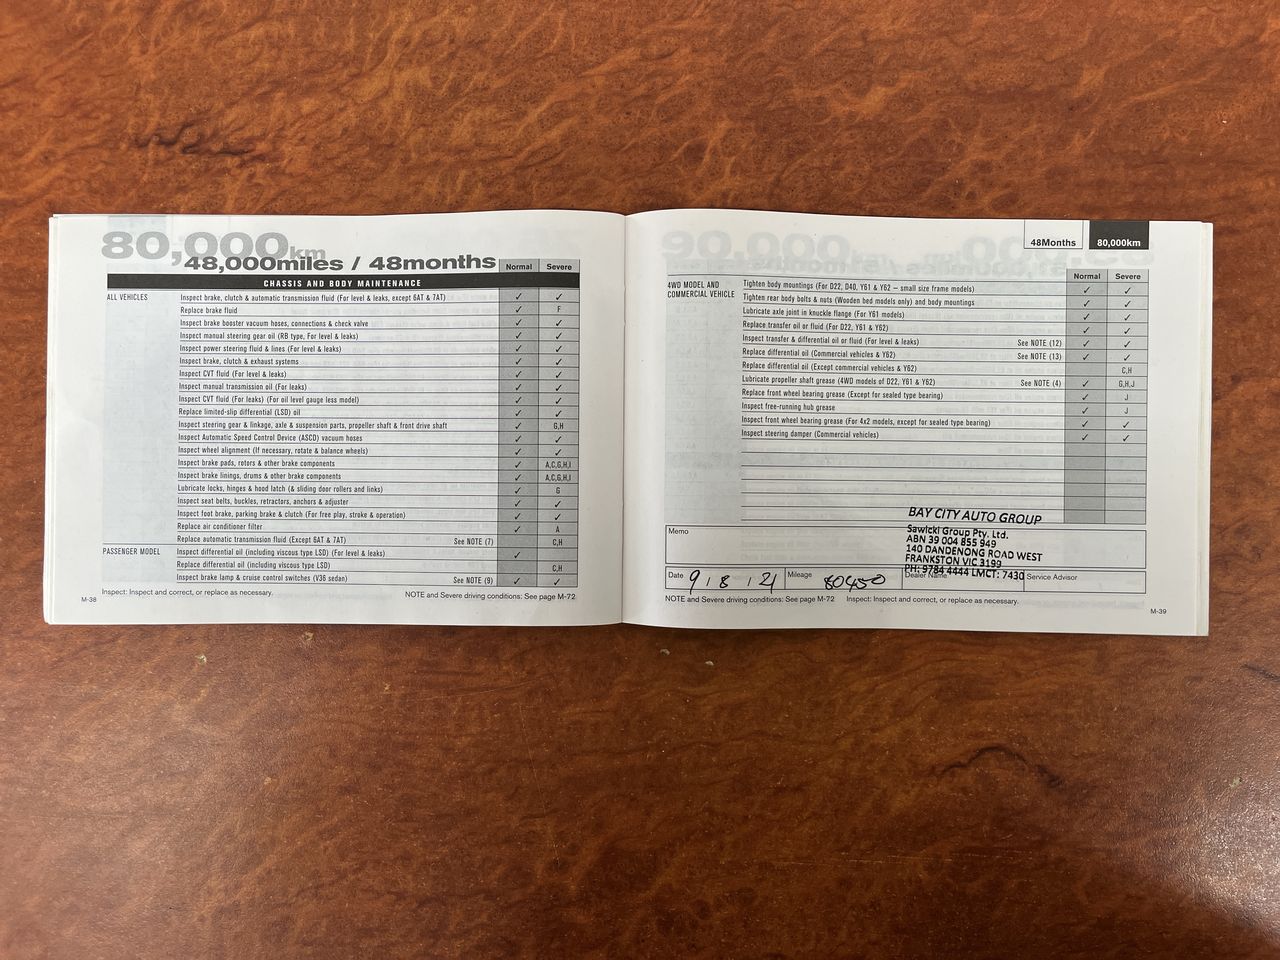 80,000km
48,000miles / 48months
Normal Severe
CHASSIS AND BODY MAINTENANCE
ALL VEHICLES Inspect brake, clutch & automatic transmission fluid (For level & leaks, except 6AT & 7AT) ✓ ✓
Replace brake fluid ✓ F
Inspect brake booster vacuum hoses, connections & check valve ✓ ✓
Inspect manual steering gear oil (RB type, For level & leaks) ✓ ✓
Inspect power steering fluid & lines (For level & leaks) ✓ ✓
Inspect brake, clutch & exhaust systems ✓ ✓
Inspect CVT fluid (For level & leaks) ✓ ✓
Inspect manual transmission oil (For leaks) ✓ ✓
Inspect CVT fluid (For leaks) (For oil level gauge less model) ✓ ✓
Replace limited-slip differential (LSD) oil ✓ ✓
Inspect steering gear & linkage, axle & suspension parts, propeller shaft & front drive shaft ✓ G,H
Inspect Automatic Speed Control Device (ASCD) vacuum hoses ✓ ✓
Inspect wheel alignment (If necessary, rotate & balance wheels) ✓ ✓
Inspect brake pads, rotors & other brake components ✓ A,C,G,H,I
Inspect brake linings, drums & other brake components ✓ A,C,G,H,I
Lubricate locks, hinges & hood latch (& sliding door rollers and links) ✓ G
Inspect seat belts, buckles, retractors, anchors & adjuster ✓ ✓
Inspect foot brake, parking brake & clutch (For free play, stroke & operation) ✓ ✓
Replace air conditioner filter ✓ A
Replace automatic transmission fluid (Except 6AT & 7AT) See NOTE (7) C,H
PASSENGER MODEL Inspect differential oil (including viscous type LSD) (For level & leaks) ✓
Replace differential oil (including viscous type LSD) C,H
Inspect brake lamp & cruise control switches (V36 sedan) See NOTE (9) ✓ ✓
Inspect: Inspect and correct, or replace as necessary. NOTE and Severe driving conditions: See page M-72
M-38
48Months 80,000km
Normal Severe
4WD MODEL AND
COMMERCIAL VEHICLE
Tighten body mountings (For D22, D40, Y61 & Y62 – small size frame models) ✓ ✓
Tighten rear body bolts & nuts (Wooden bed models only) and body mountings ✓ ✓
Lubricate axle joint in knuckle flange (For Y61 models) ✓ ✓
Replace transfer oil or fluid (For D22, Y61 & Y62) ✓ ✓
Inspect transfer & differential oil or fluid (For level & leaks) See NOTE (12) ✓ ✓
Replace differential oil (Commercial vehicles & Y62) See NOTE (13) ✓ ✓
Replace differential oil (Except commercial vehicles & Y62) C,H
Lubricate propeller shaft grease (4WD models of D22, Y61 & Y62) See NOTE (4) ✓ G,H,J
Replace front wheel bearing grease (Except for sealed type bearing) ✓ J
Inspect free-running hub grease ✓ J
Inspect front wheel bearing grease (For 4x2 models, except for sealed type bearing) ✓ ✓
Inspect steering damper (Commercial vehicles) ✓ ✓
Memo
BAY CITY AUTO GROUP
Sawicki Group Pty. Ltd.
ABN 39 004 855 949
140 DANDENONG ROAD WEST
FRANKSTON VIC 3199
PH: 9784 4444 LMCT: 7430
Date 9 / 8 / 21 Mileage 80450 Dealer Name Service Advisor
NOTE and Severe driving conditions: See page M-72 Inspect: Inspect and correct, or replace as necessary.
M-39